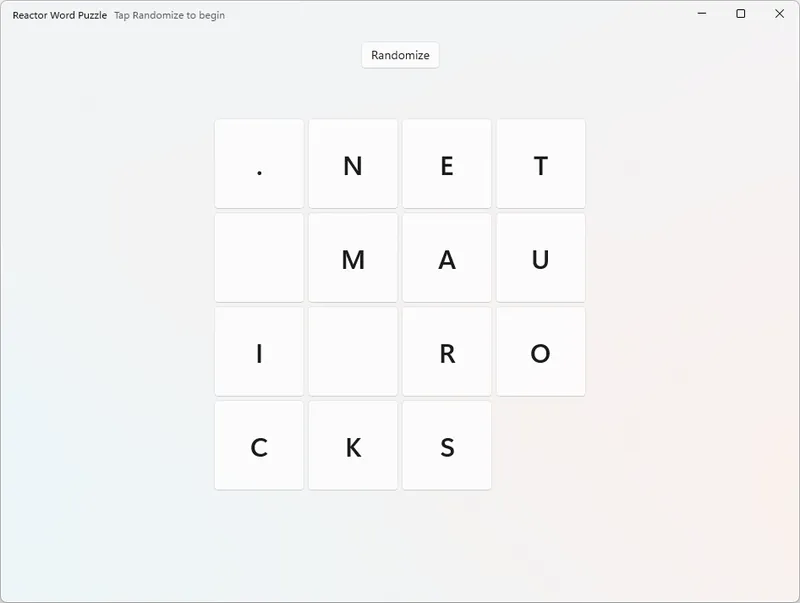 Reactor Word Puzzle Tap Randomize to begin
Randomize
. N E T
M A U
I R O
C K S